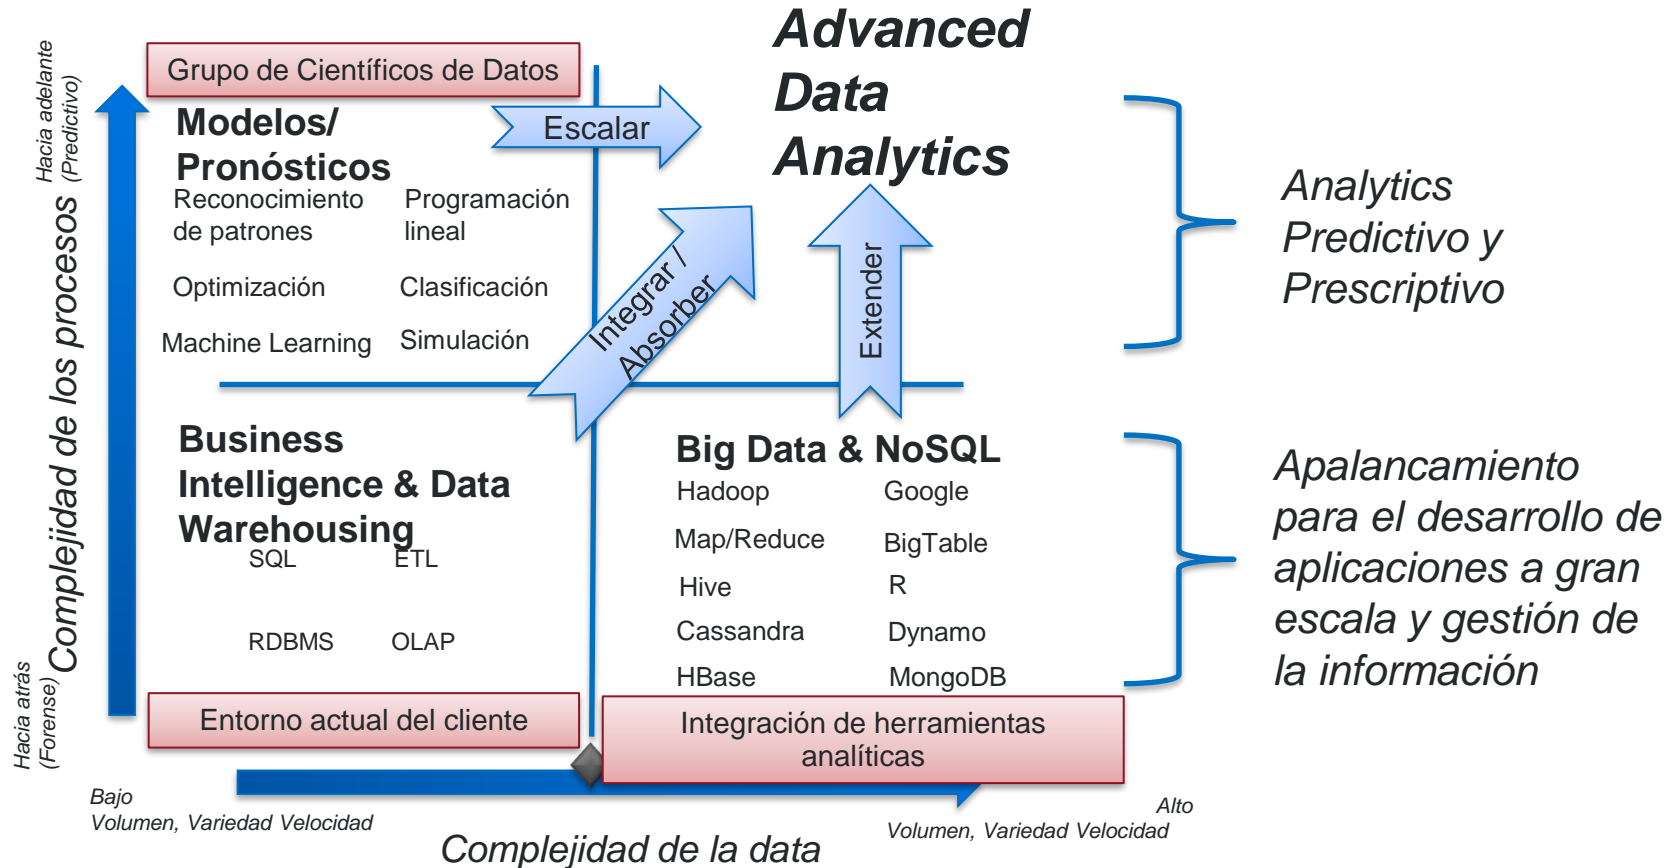 Advanced
Data
Analytics
Hacia adelante
(Predictivo)
Complejidad de los procesos
Hacia atrás
(Forense)
Grupo de Científicos de Datos
Modelos/
Pronósticos
Reconocimiento
de patrones
Programación
lineal
Optimización
Clasificación
Machine Learning
Simulación
Escalar
Integrar /
Absorber
Extender
Analytics
Predictivo y
Prescriptivo
Business
Intelligence & Data
Warehousing
SQL
ETL
RDBMS
OLAP
Entorno actual del cliente
Big Data & NoSQL
Hadoop
Google
Map/Reduce
BigTable
Hive
R
Cassandra
Dynamo
HBase
MongoDB
Integración de herramientas
analíticas
Apalancamiento
para el desarrollo de
aplicaciones a gran
escala y gestión de
la información
Bajo
Volumen, Variedad Velocidad
Alto
Volumen, Variedad Velocidad
Complejidad de la data